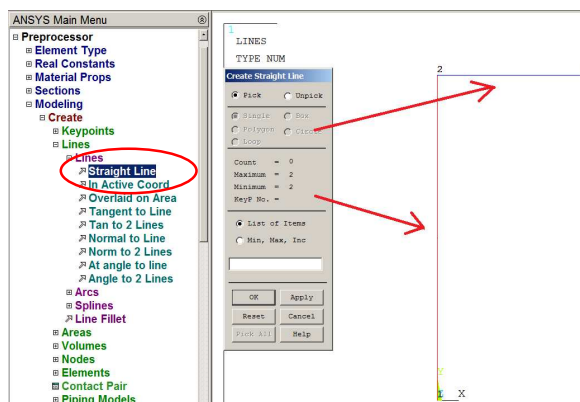 ANSYS Main Menu
Preprocessor
Element Type
Real Constants
Material Props
Sections
Modeling
Create
Keypoints
Lines
Lines
Straight Line
In Active Coord
Overlaid on Area
Tangent to Line
Tan to 2 Lines
Normal to Line
Norm to 2 Lines
At angle to line
Angle to 2 Lines
Arcs
Splines
Line Fillet
Areas
Volumes
Nodes
Elements
Contact Pair
Piping Models
1
LINES
TYPE NUM
Create Straight Line
Pick Unpick
Single Box
Polygon Circle
Loop
Count = 0
Maximum = 2
Minimum = 2
KeyP No. =
List of Items
Min, Max, Inc
OK Apply
Reset Cancel
Pick All Help
2
Y
1 X